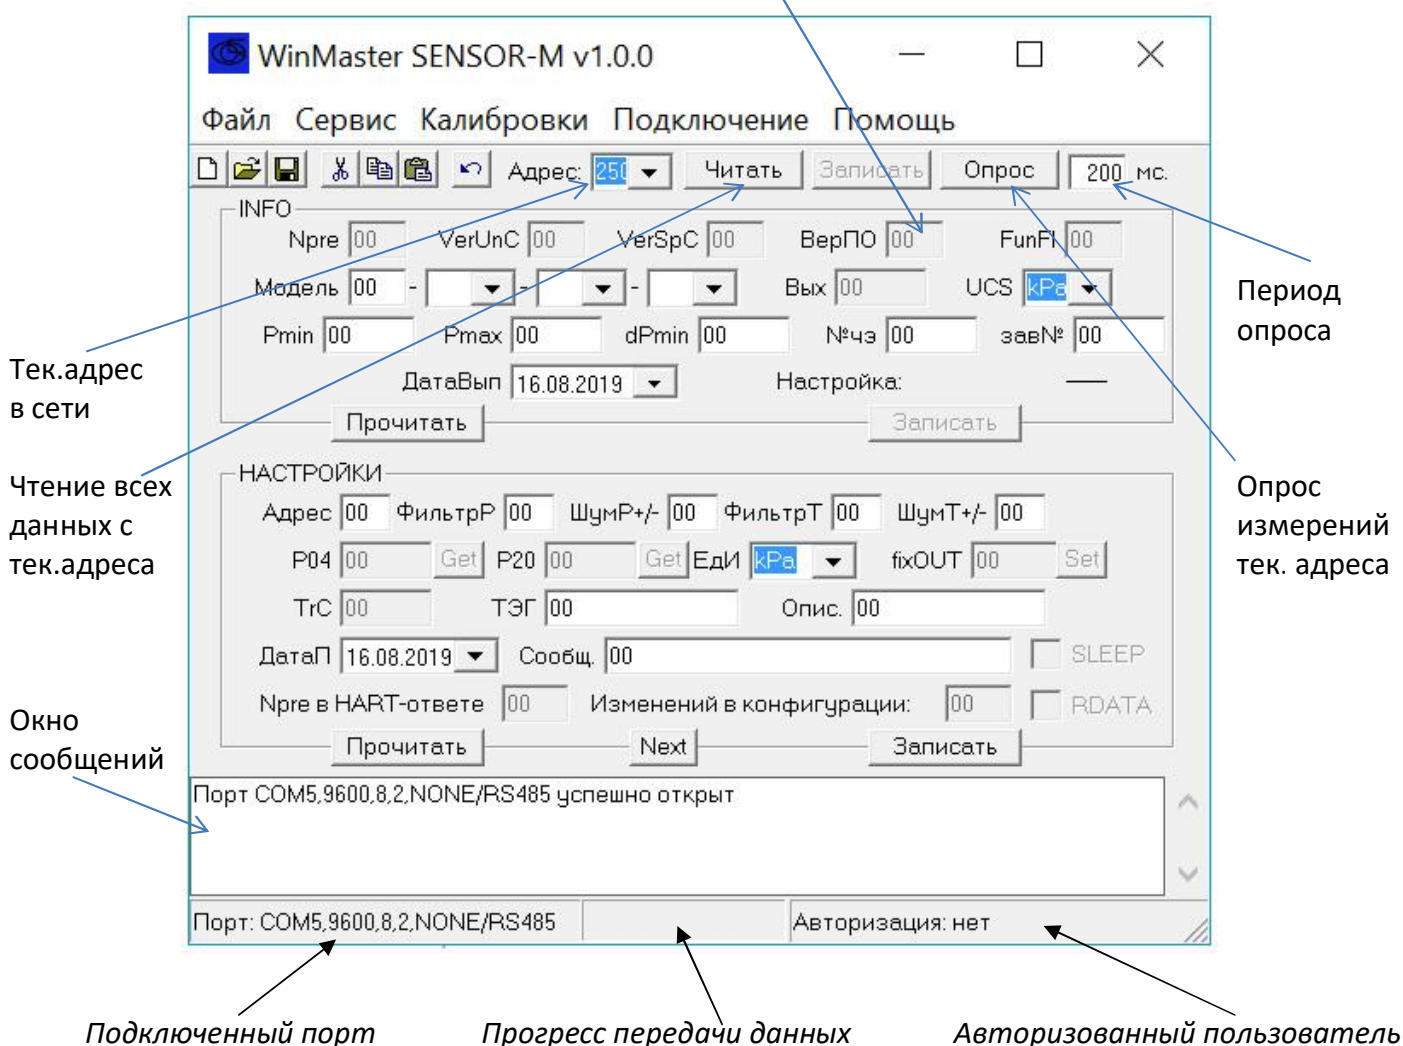 WinMaster SENSOR-M v1.0.0
Файл Сервис Калибровки Подключение Помощь
Адрес: 250 Читать Записать Опрос 200 мс.
INFO
Npre 00 VerUnC 00 VerSpC 00 ВерПО 00 FunFl 00
Модель 00 - - - Вых 00 UCS kPa
Период
опроса
Pmin 00 Pmax 00 dPmin 00 №чэ 00 зав№ 00
Тек.адрес
в сети
ДатаВып 16.08.2019 Настройка: —
Прочитать Записать
НАСТРОЙКИ
Чтение всех
данных с
тек.адреса
Опрос
измерений
тек. адреса
Адрес 00 ФильтрР 00 ШумР+/- 00 ФильтрТ 00 ШумТ+/- 00
P04 00 Get P20 00 Get ЕдИ kPa fixOUT 00 Set
TrC 00 ТЭГ 00 Опис. 00
ДатаП 16.08.2019 Сообщ. 00 SLEEP
Npre в HART-ответе 00 Изменений в конфигурации: 00 RDATA
Окно
сообщений
Прочитать Next Записать
Порт COM5,9600,8,2,NONE/RS485 успешно открыт
Порт: COM5,9600,8,2,NONE/RS485 Авторизация: нет
Подключенный порт Прогресс передачи данных Авторизованный пользователь